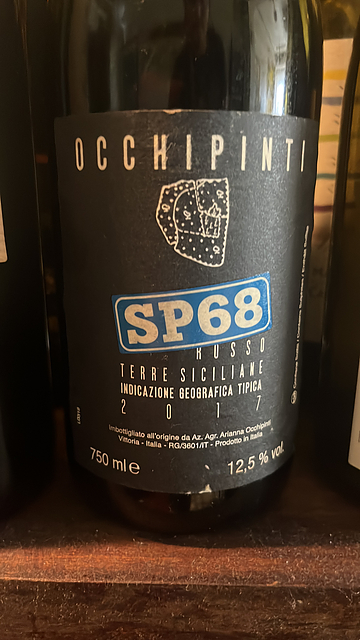 OCCHIPINTI
SP68
ROSSO
TERRE SICILIANE
INDICAZIONE GEOGRAFICA TIPICA
2017
Imbottigliato all'origine da Az. Agr. Arianna Occhipinti
Vittoria - Italia - RG/3601/IT - Prodotto in Italia
750 ml e
12,5 % vol.